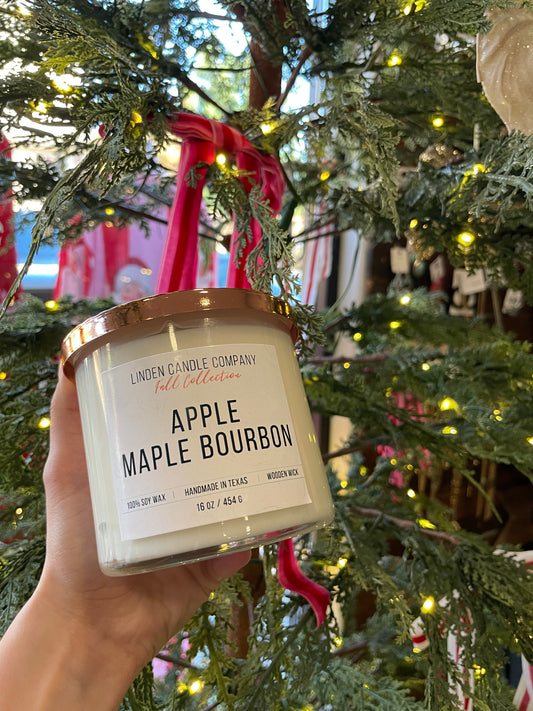 LINDEN CANDLE COMPANY
Fall Collection
APPLE
MAPLE BOURBON
100% SOY WAX | HANDMADE IN TEXAS | WOODEN WICK
16 OZ / 454 G